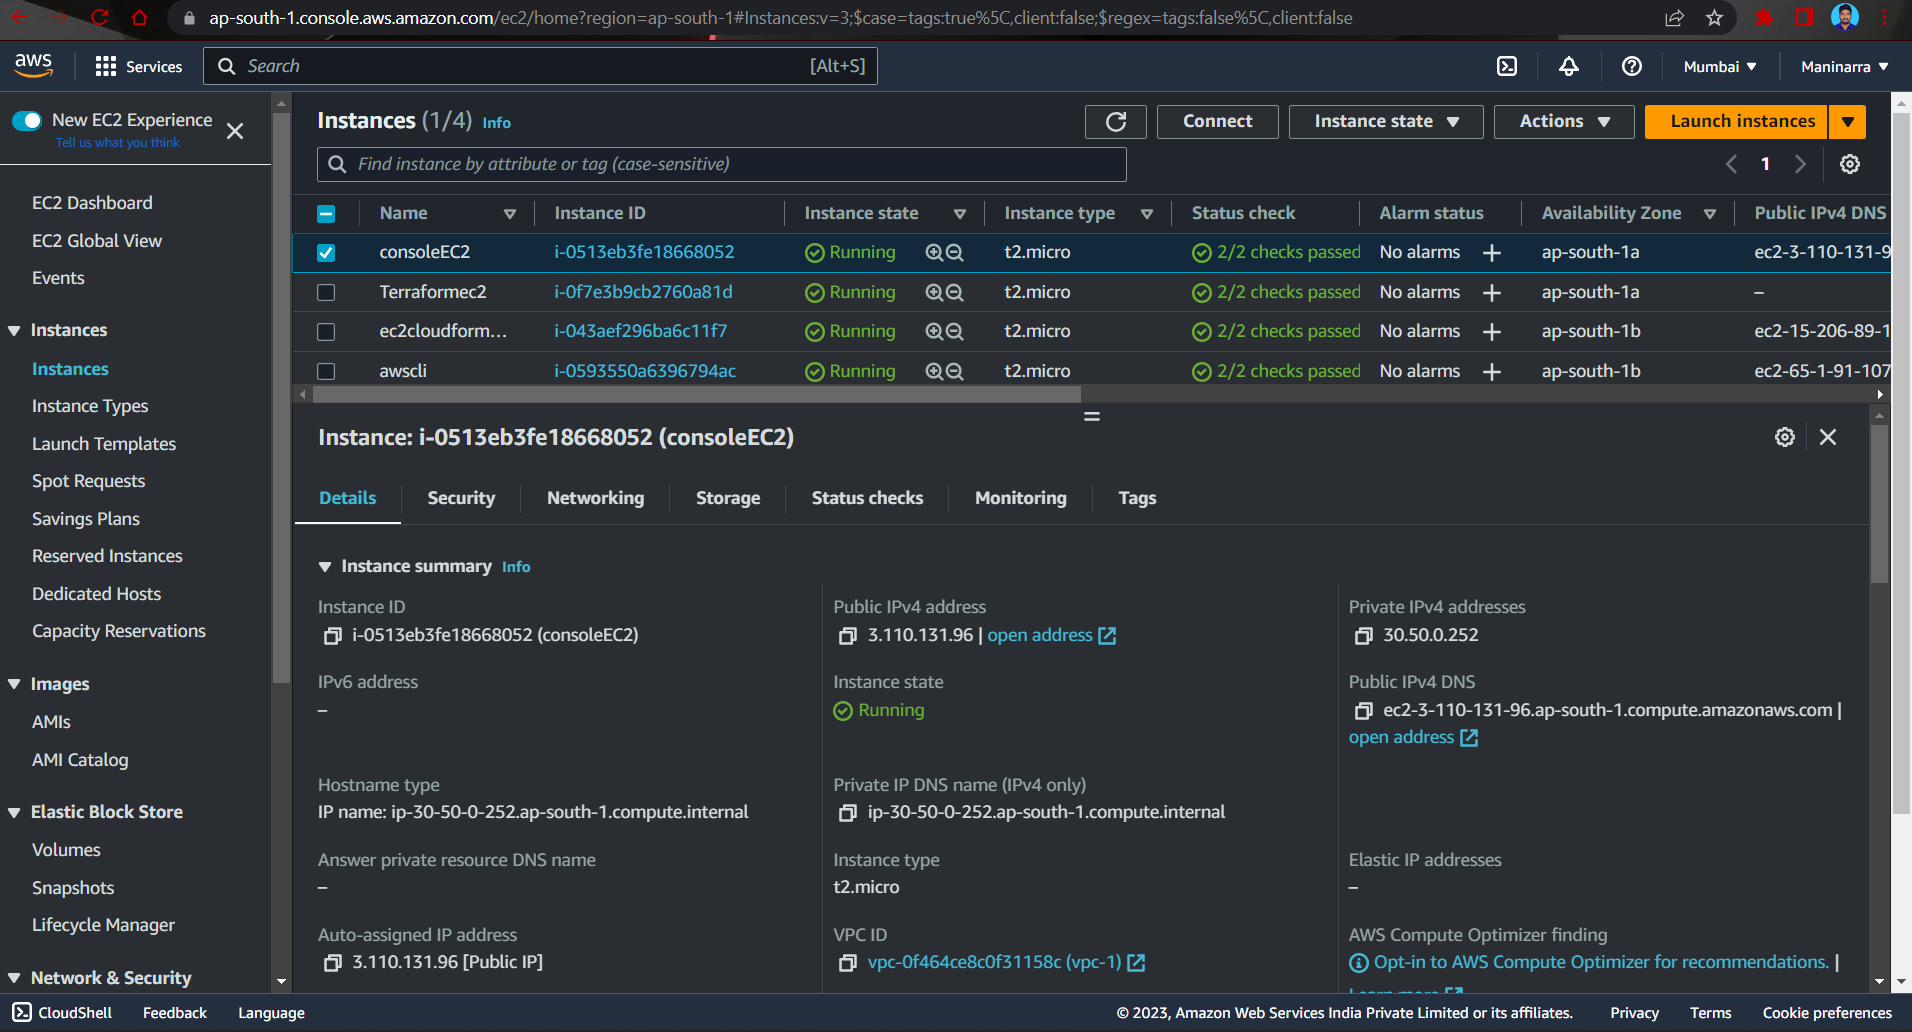 ap-south-1.console.aws.amazon.com/ec2/home?region=ap-south-1#Instances:v=3;$case=tags:true%5C,client:false;$regex=tags:false%5C,client:false
aws
Services
Search
[Alt+S]
Mumbai
Maninarra
New EC2 Experience
Tell us what you think
EC2 Dashboard
EC2 Global View
Events
Instances
Instances
Instance Types
Launch Templates
Spot Requests
Savings Plans
Reserved Instances
Dedicated Hosts
Capacity Reservations
Images
AMIs
AMI Catalog
Elastic Block Store
Volumes
Snapshots
Lifecycle Manager
Network & Security
Instances (1/4) Info
Connect
Instance state
Actions
Launch instances
Find instance by attribute or tag (case-sensitive)
1
Name Instance ID Instance state Instance type Status check Alarm status Availability Zone Public IPv4 DNS
consoleEC2 i-0513eb3fe18668052 Running t2.micro 2/2 checks passed No alarms + ap-south-1a ec2-3-110-131-9
Terraformec2 i-0f7e3b9cb2760a81d Running t2.micro 2/2 checks passed No alarms + ap-south-1a –
ec2cloudform... i-043aef296ba6c11f7 Running t2.micro 2/2 checks passed No alarms + ap-south-1b ec2-15-206-89-1
awscli i-0593550a6396794ac Running t2.micro 2/2 checks passed No alarms + ap-south-1b ec2-65-1-91-107
Instance: i-0513eb3fe18668052 (consoleEC2)
Details Security Networking Storage Status checks Monitoring Tags
Instance summary Info
Instance ID
i-0513eb3fe18668052 (consoleEC2)
Public IPv4 address
3.110.131.96 | open address
Private IPv4 addresses
30.50.0.252
IPv6 address
–
Instance state
Running
Public IPv4 DNS
ec2-3-110-131-96.ap-south-1.compute.amazonaws.com |
open address
Hostname type
IP name: ip-30-50-0-252.ap-south-1.compute.internal
Private IP DNS name (IPv4 only)
ip-30-50-0-252.ap-south-1.compute.internal
Answer private resource DNS name
–
Instance type
t2.micro
Elastic IP addresses
–
Auto-assigned IP address
3.110.131.96 [Public IP]
VPC ID
vpc-0f464ce8c0f31158c (vpc-1)
AWS Compute Optimizer finding
Opt-in to AWS Compute Optimizer for recommendations. |
Learn more
CloudShell
Feedback
Language
© 2023, Amazon Web Services India Private Limited or its affiliates.
Privacy
Terms
Cookie preferences